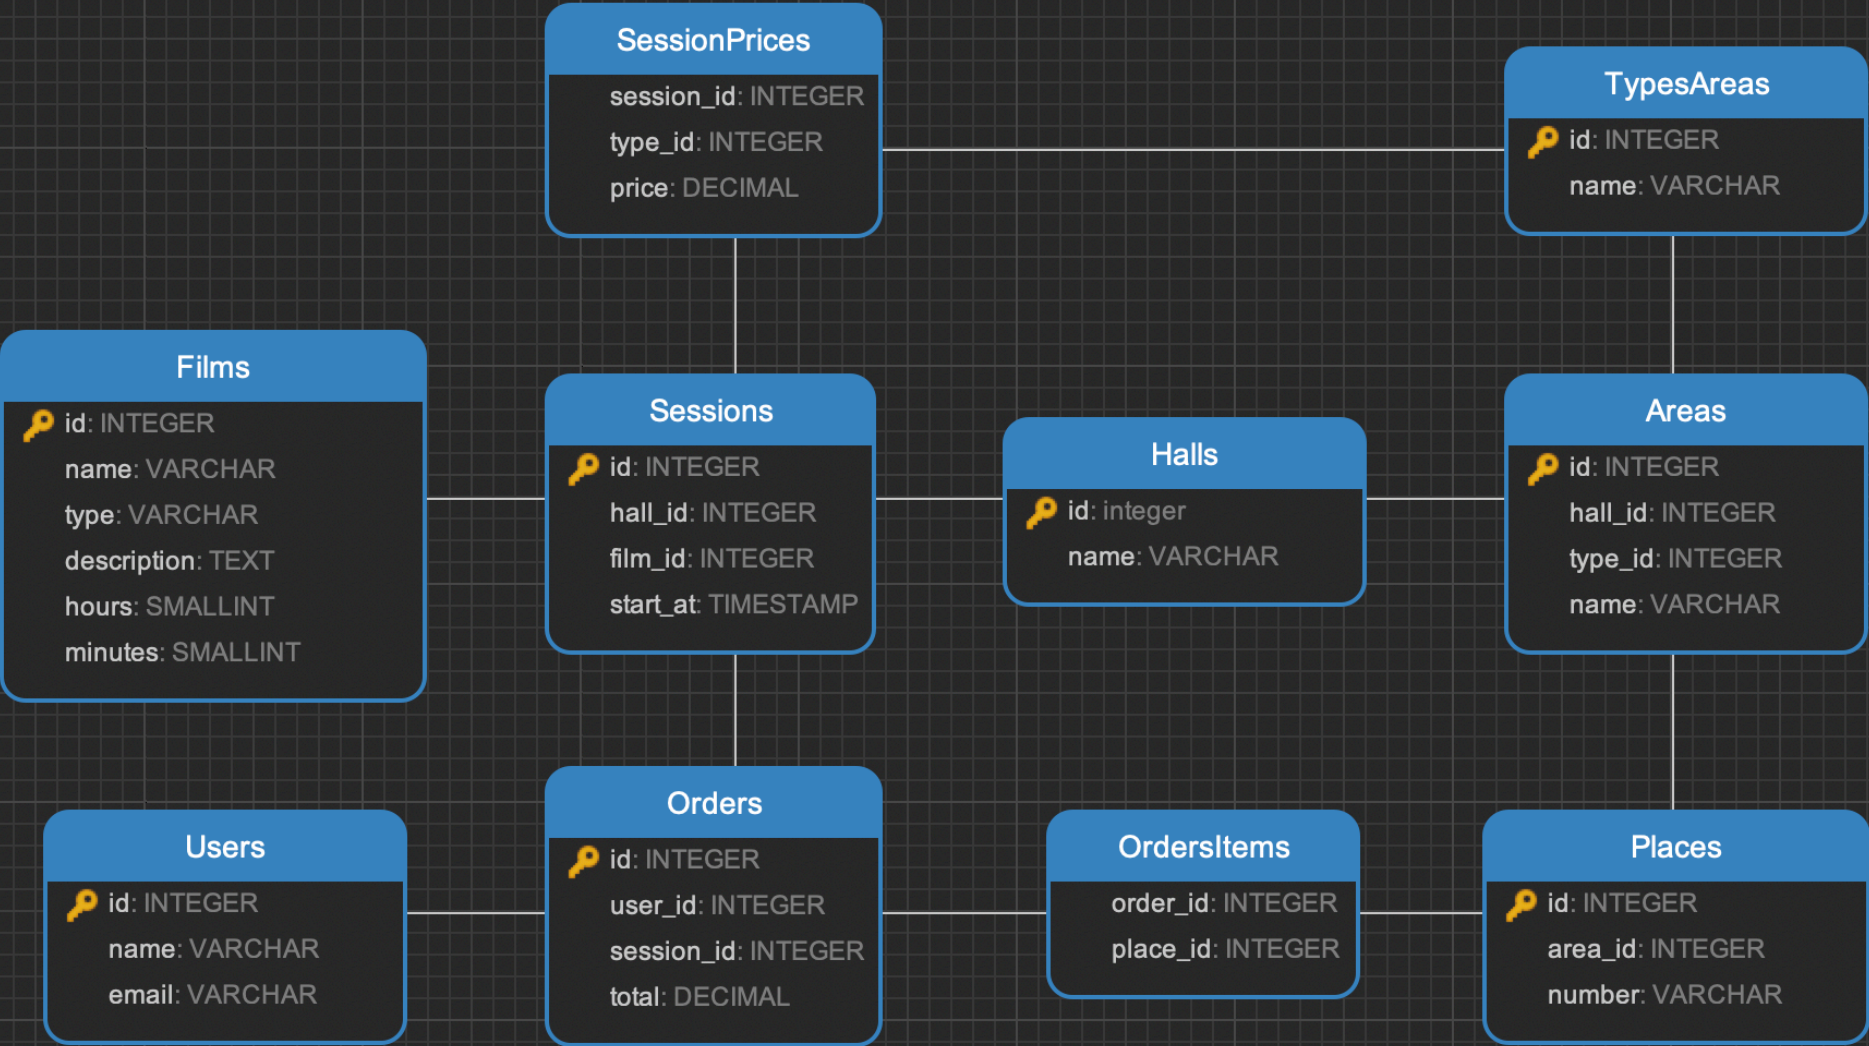 SessionPrices
session_id: INTEGER
type_id: INTEGER
price: DECIMAL
TypesAreas
id: INTEGER
name: VARCHAR
Films
id: INTEGER
name: VARCHAR
type: VARCHAR
description: TEXT
hours: SMALLINT
minutes: SMALLINT
Sessions
id: INTEGER
hall_id: INTEGER
film_id: INTEGER
start_at: TIMESTAMP
Halls
id: integer
name: VARCHAR
Areas
id: INTEGER
hall_id: INTEGER
type_id: INTEGER
name: VARCHAR
Users
id: INTEGER
name: VARCHAR
email: VARCHAR
Orders
id: INTEGER
user_id: INTEGER
session_id: INTEGER
total: DECIMAL
OrdersItems
order_id: INTEGER
place_id: INTEGER
Places
id: INTEGER
area_id: INTEGER
number: VARCHAR